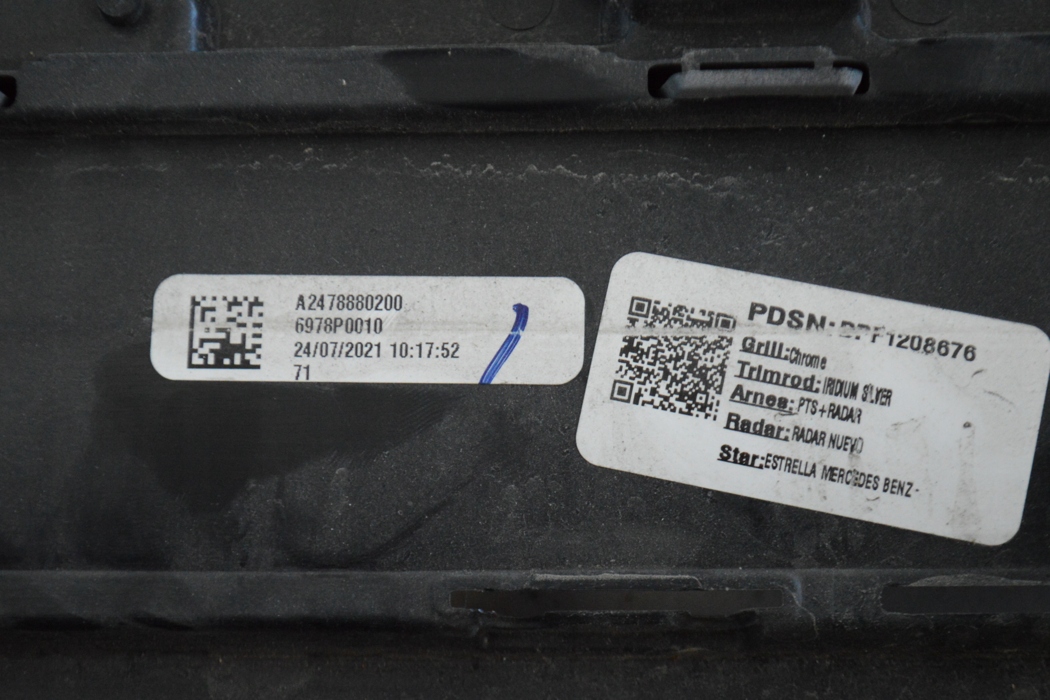 A2478880200
6978P0010
24/07/2021 10:17:52
71
PDSN:
Grill:Chrome
Trimrod: IRIDIUM SILVER
Arnes: PTS+RADAR
Radar: RADAR NUEVO
Star:ESTRELLA MERCEDES BENZ-